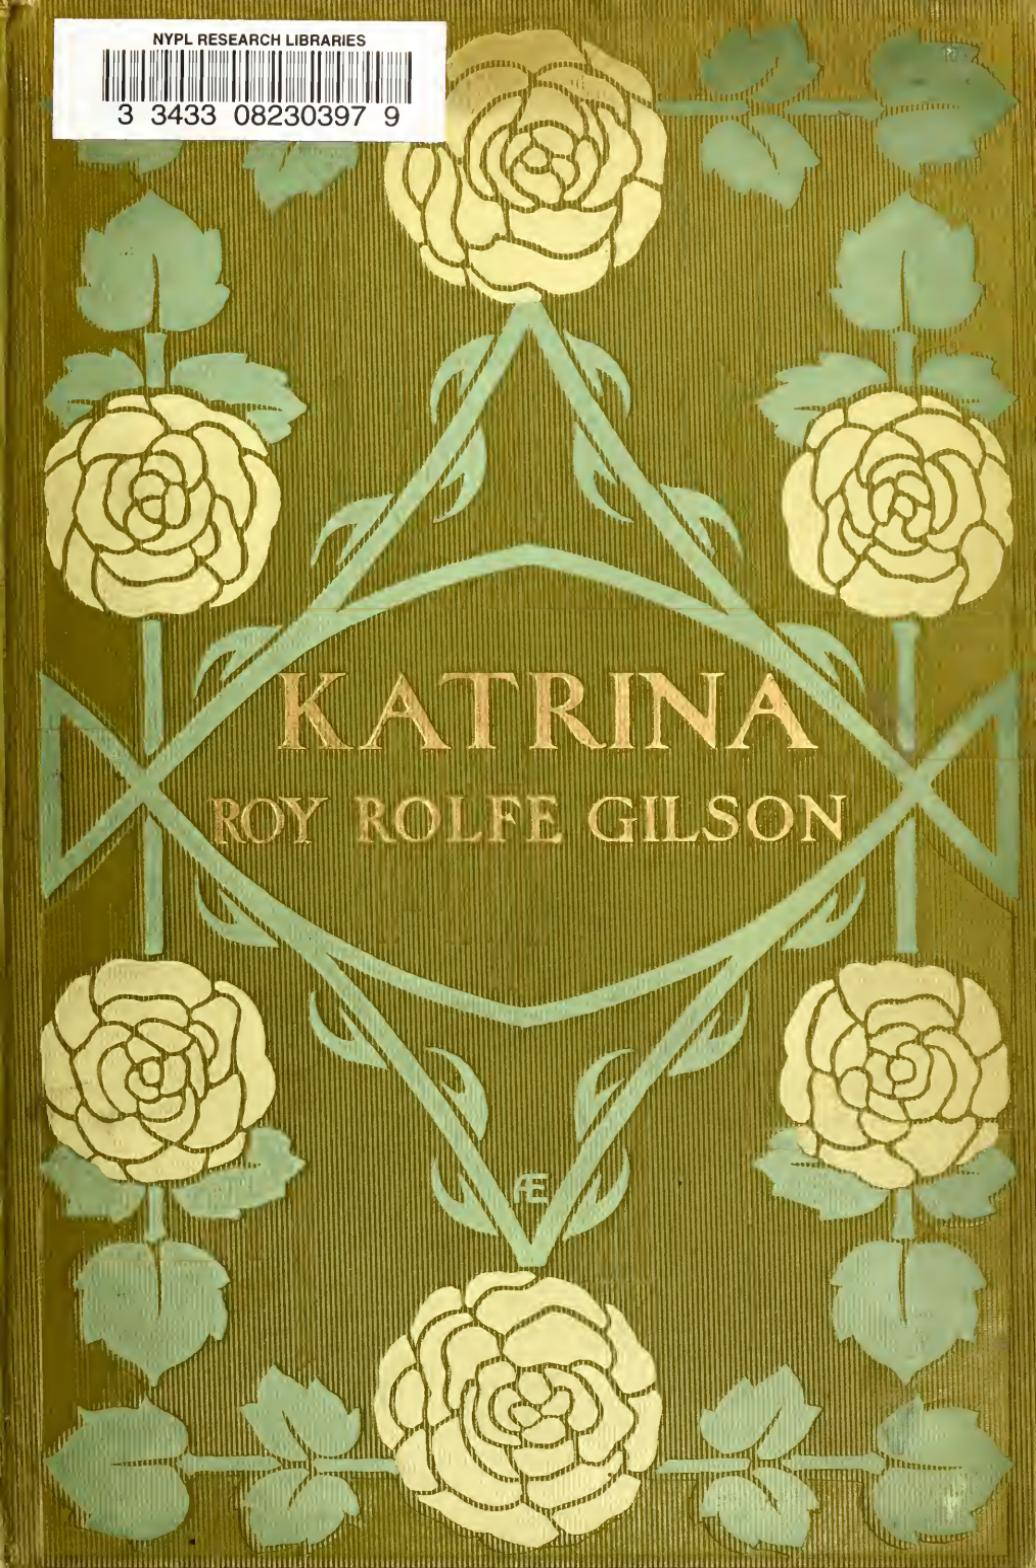 NYPL RESEARCH LIBRARIES
3 3433 08230397 9
KATRINA
ROY ROLFE GILSON
Æ